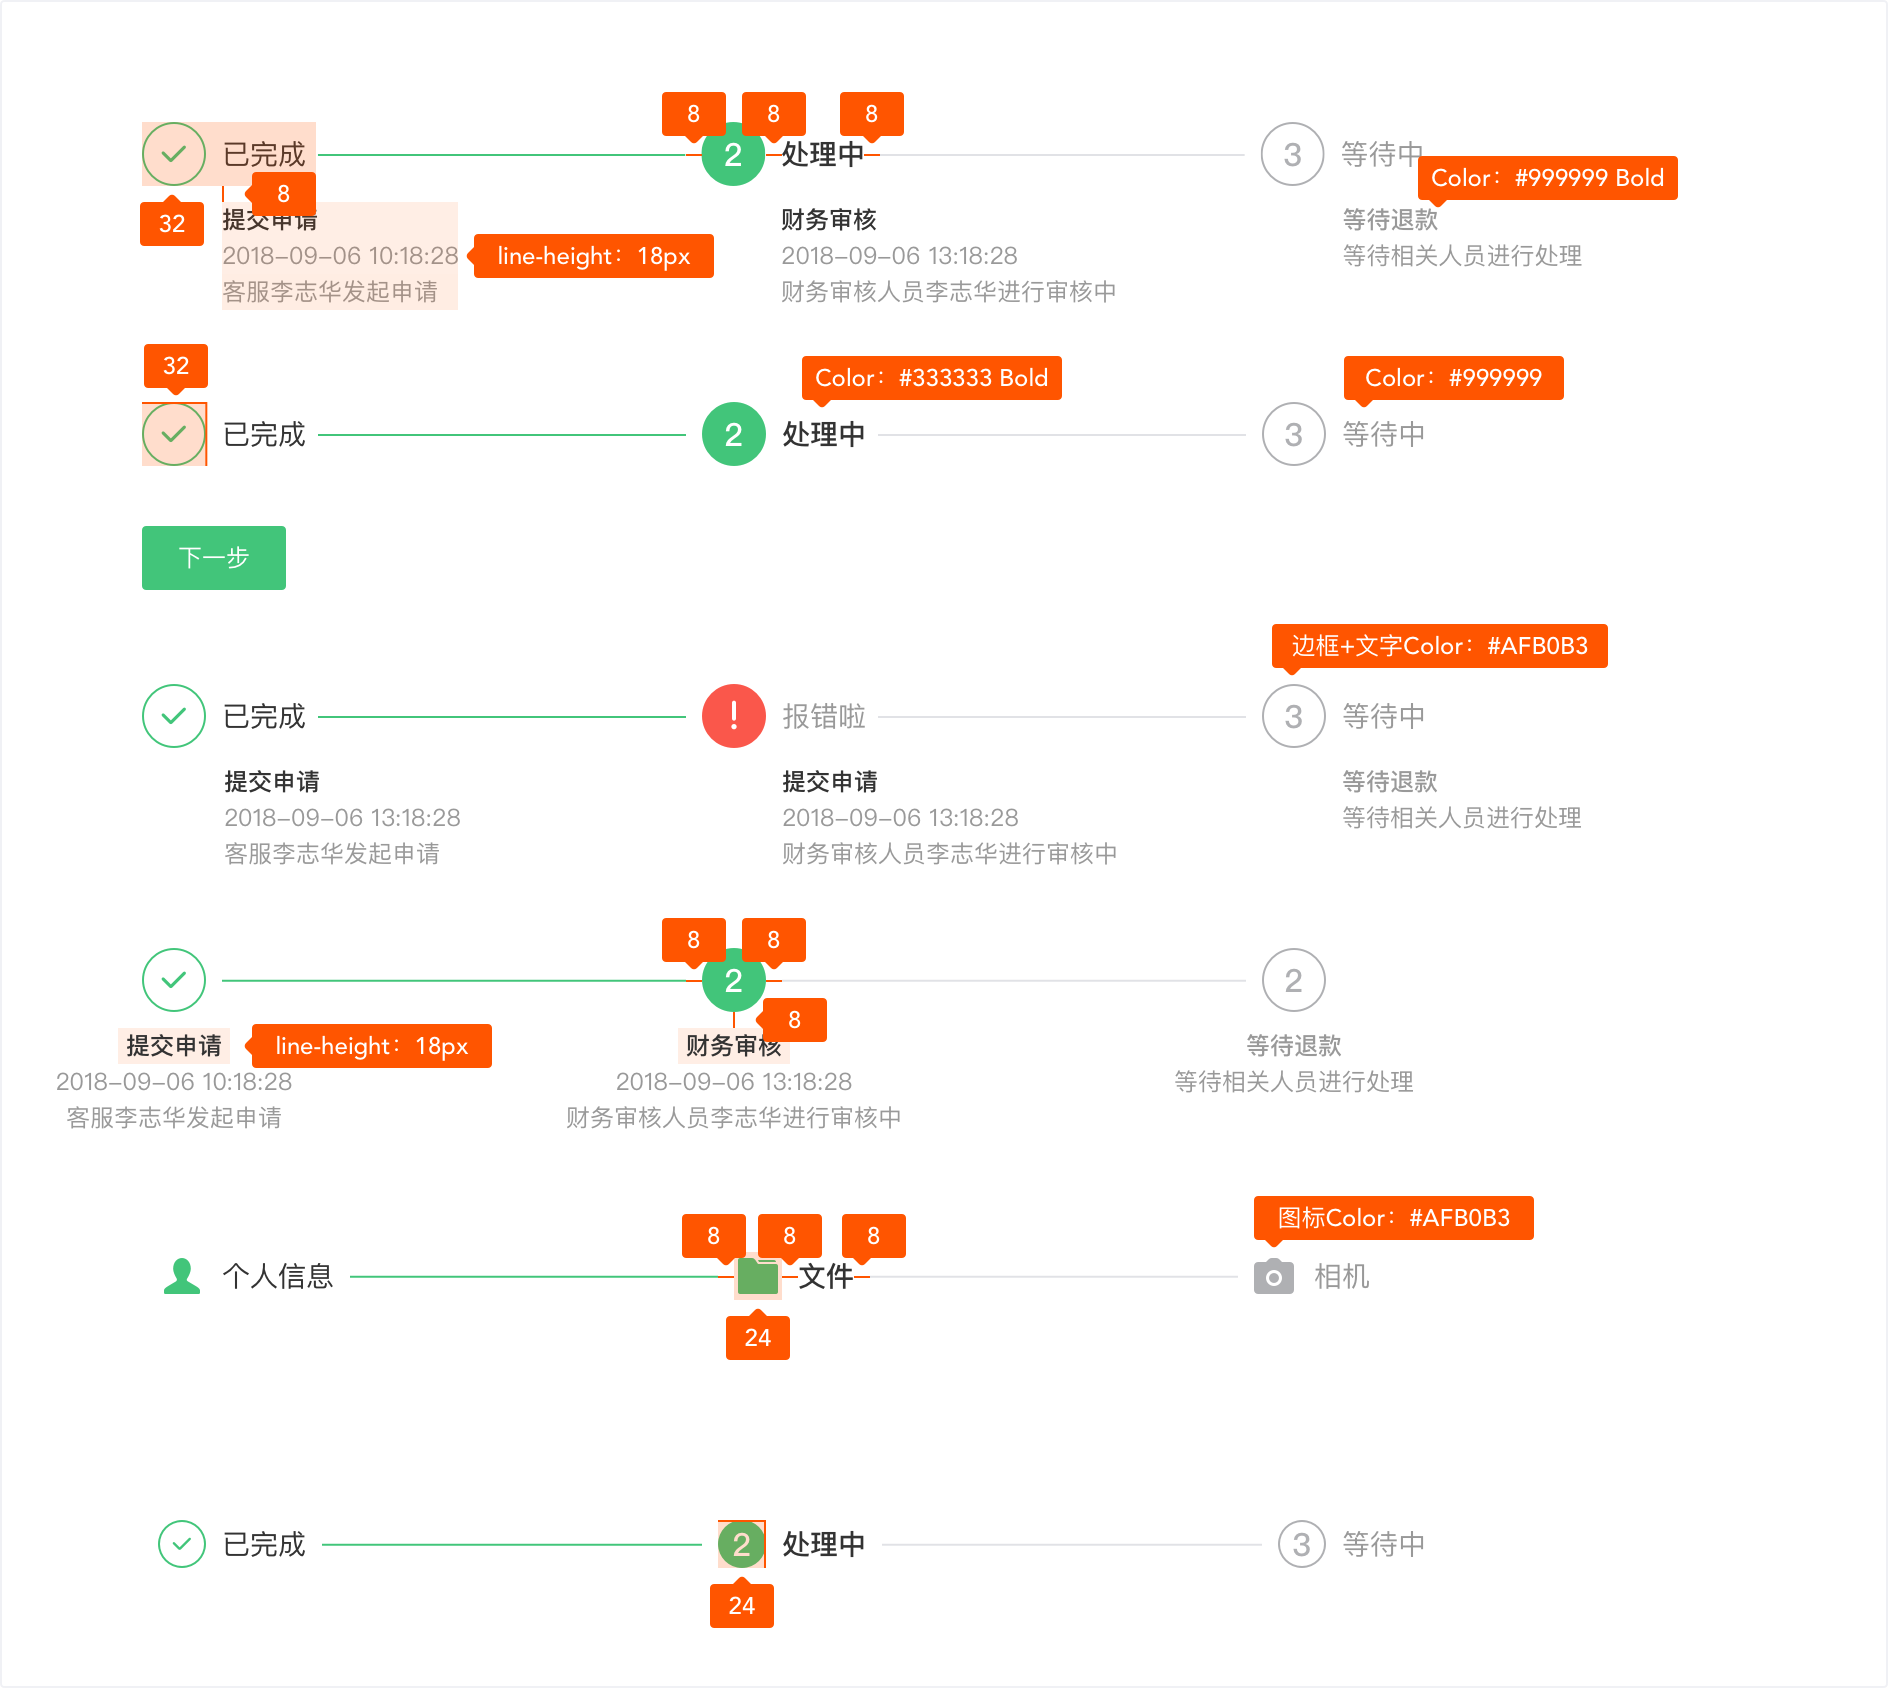 8 8 8
已完成 2 处理中 3 等待中
Color：#999999 Bold
8
32
提交申请 财务审核 等待退款
2018-09-06 10:18:28 line-height：18px 2018-09-06 13:18:28 等待相关人员进行处理
客服李志华发起申请 财务审核人员李志华进行审核中
32 Color：#333333 Bold Color：#999999
已完成 2 处理中 3 等待中
下一步
边框+文字Color：#AFB0B3
已完成 ! 报错啦 3 等待中
提交申请 提交申请 等待退款
2018-09-06 13:18:28 2018-09-06 13:18:28 等待相关人员进行处理
客服李志华发起申请 财务审核人员李志华进行审核中
8 8
2 2
8
提交申请 line-height：18px 财务审核 等待退款
2018-09-06 10:18:28 2018-09-06 13:18:28 等待相关人员进行处理
客服李志华发起申请 财务审核人员李志华进行审核中
8 8 8 图标Color：#AFB0B3
个人信息 文件 相机
24
已完成 2 处理中 3 等待中
24